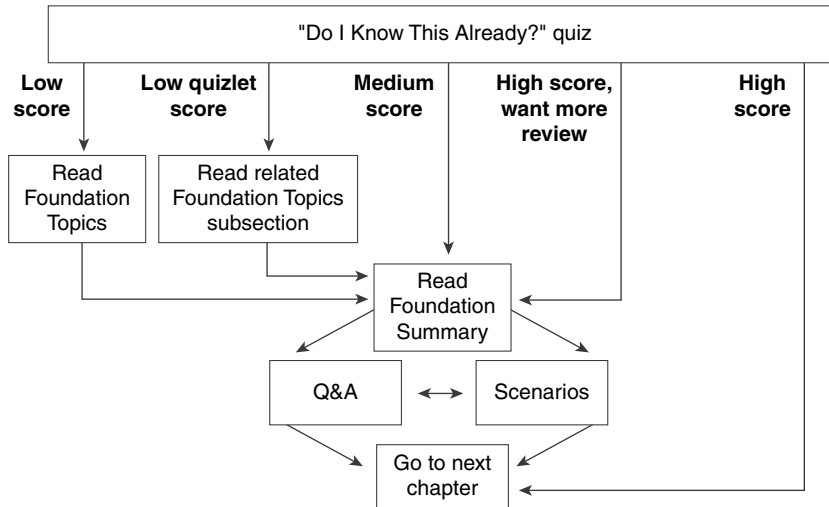 "Do I Know This Already?" quiz
Low
score
Low quizlet
score
Medium
score
High score,
want more
review
High
score
Read
Foundation
Topics
Read related
Foundation Topics
subsection
Read
Foundation
Summary
Q&A
Scenarios
Go to next
chapter